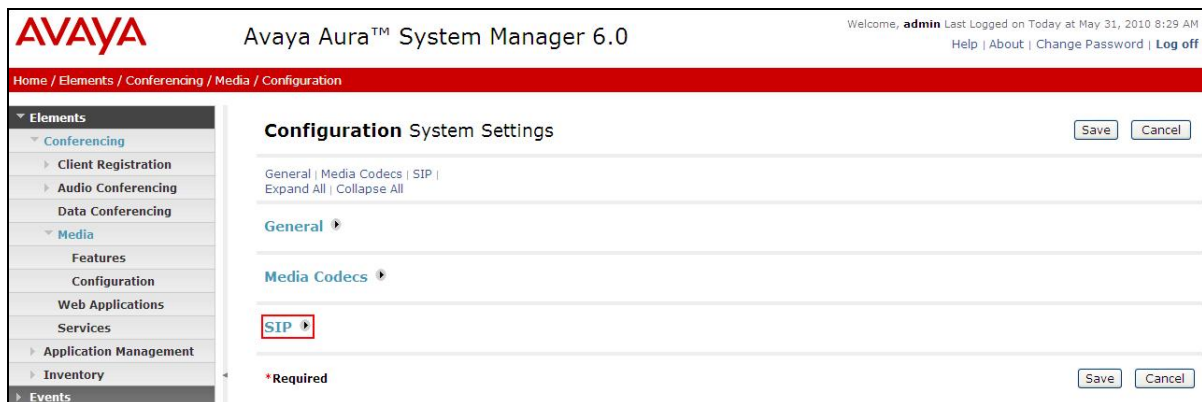 AVAYA
Avaya Aura™ System Manager 6.0
Welcome, admin Last Logged on Today at May 31, 2010 8:29 AM
Help | About | Change Password | Log off
Home / Elements / Conferencing / Media / Configuration
Elements
Conferencing
Client Registration
Audio Conferencing
Data Conferencing
Media
Features
Configuration
Web Applications
Services
Application Management
Inventory
Events
Configuration System Settings
Save Cancel
General | Media Codecs | SIP |
Expand All | Collapse All
General
Media Codecs
SIP
*Required
Save Cancel